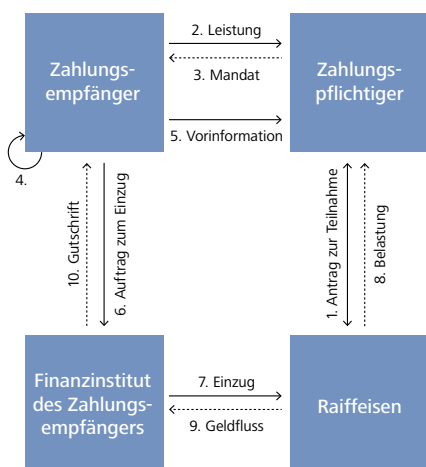 2. Leistung
Zahlungs-
empfänger
Zahlungs-
pflichtiger
3. Mandat
5. Vorinformation
4.
10. Gutschrift
6. Auftrag zum Einzug
1. Antrag zur Teilnahme
8. Belastung
Finanzinstitut
des Zahlungs-
empfängers
7. Einzug
9. Geldfluss
Raiffeisen